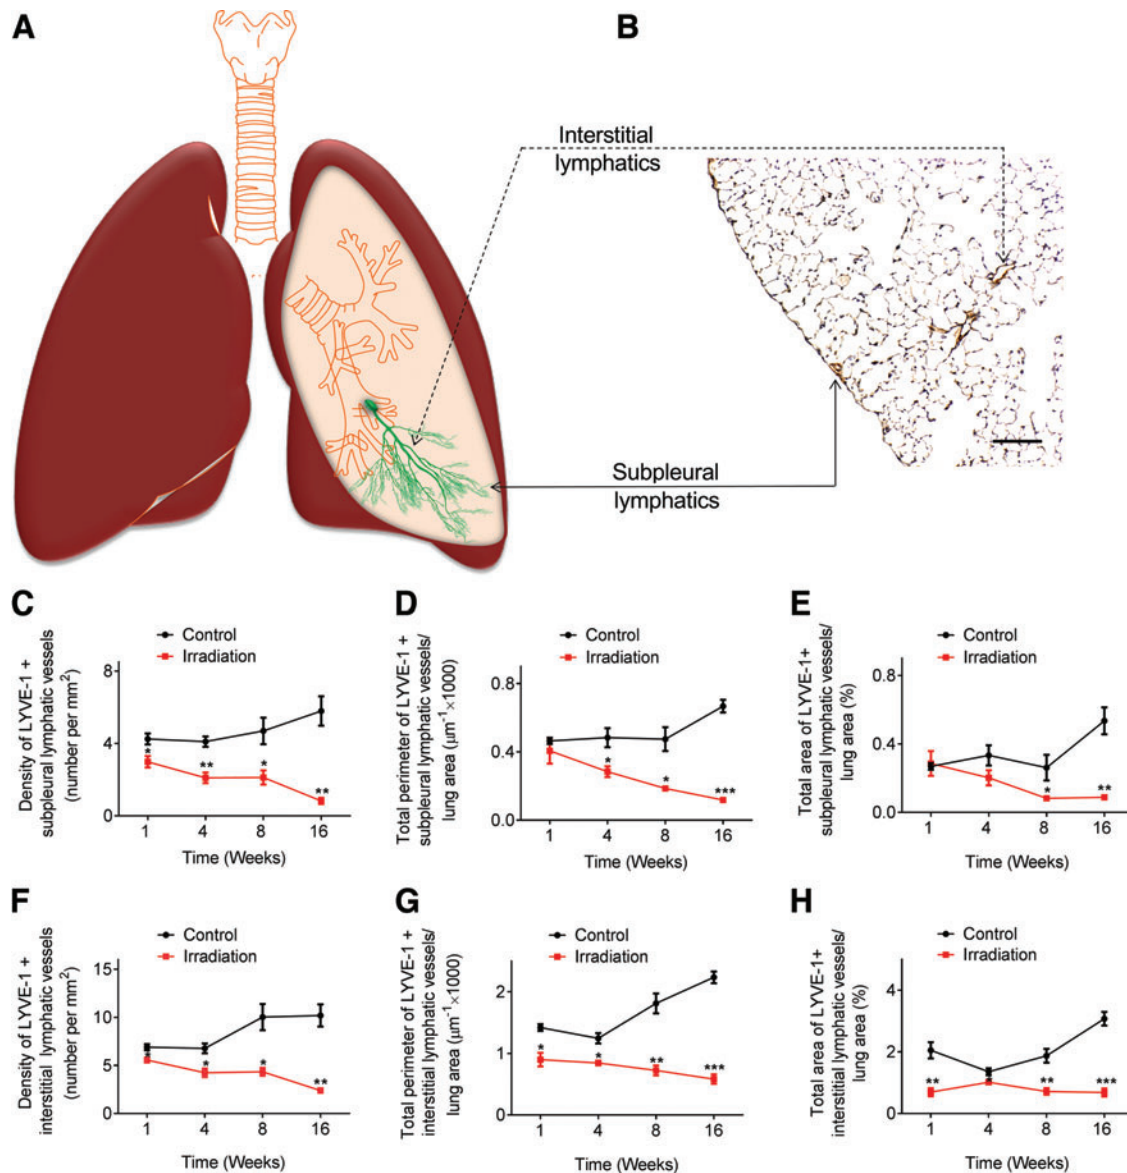 A
B
Interstitial
lymphatics
Subpleural
lymphatics
C
Density of LYVE-1 +
subpleural lymphatic vessels
(number per mm²)
Control
Irradiation
8
4
0
*
**
*
**
1 4 8 16
Time (Weeks)
D
Total perimeter of LYVE-1 +
subpleural lymphatic vessels/
lung area (µm⁻¹×1000)
Control
Irradiation
0.8
0.4
0.0
*
*
***
1 4 8 16
Time (Weeks)
E
Total area of LYVE-1+
subpleural lymphatic vessels/
lung area (%)
Control
Irradiation
0.8
0.4
0.0
*
**
1 4 8 16
Time (Weeks)
F
Density of LYVE-1 +
interstitial lymphatic vessels
(number per mm²)
Control
Irradiation
15
10
5
0
*
*
*
**
1 4 8 16
Time (Weeks)
G
Total perimeter of LYVE-1 +
interstitial lymphatic vessels/
lung area (µm⁻¹×1000)
Control
Irradiation
2
1
0
*
*
**
***
1 4 8 16
Time (Weeks)
H
Total area of LYVE-1+
interstitial lymphatic vessels/
lung area (%)
Control
Irradiation
4
2
0
**
*
**
***
1 4 8 16
Time (Weeks)